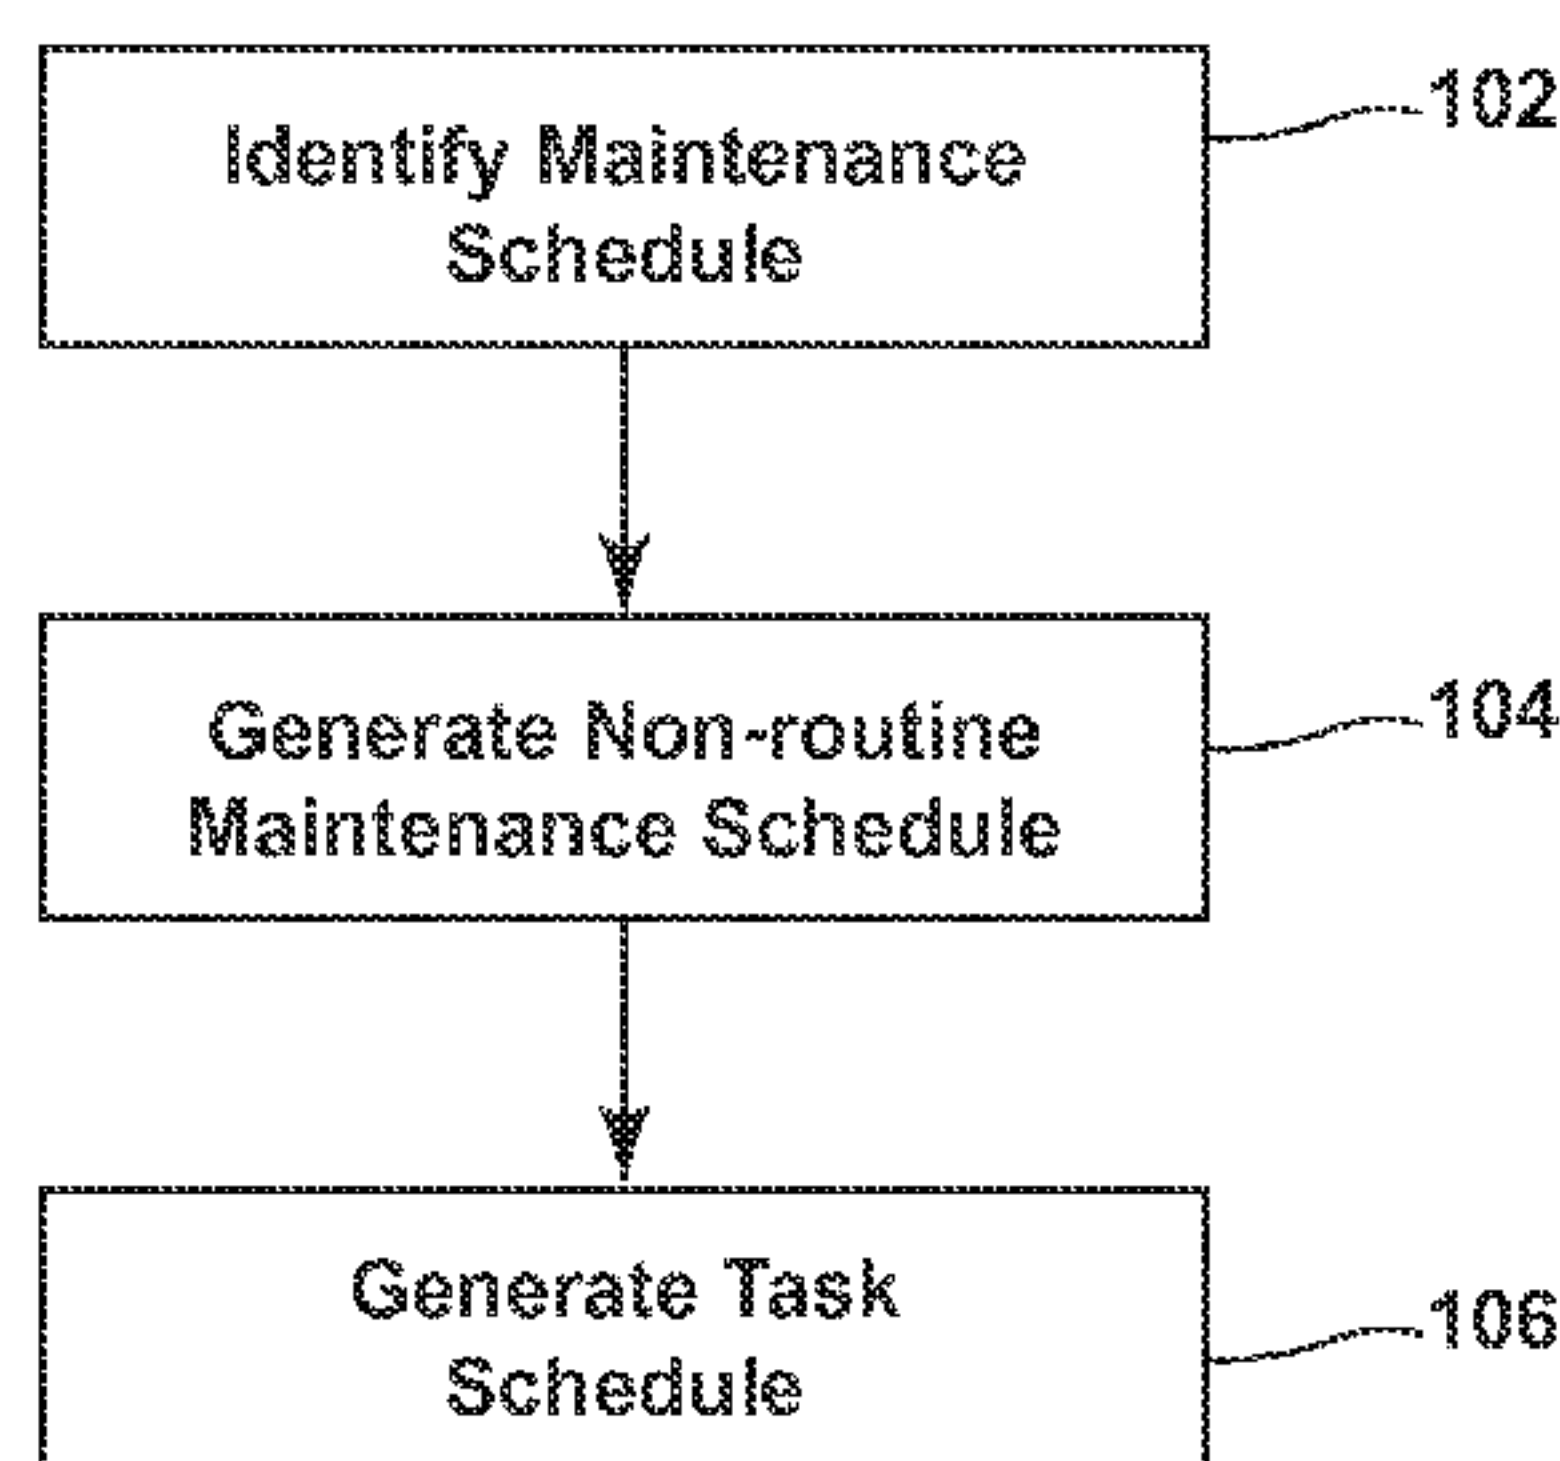 Identify Maintenance
Schedule
102
Generate Non-routine
Maintenance Schedule
104
Generate Task
Schedule
106